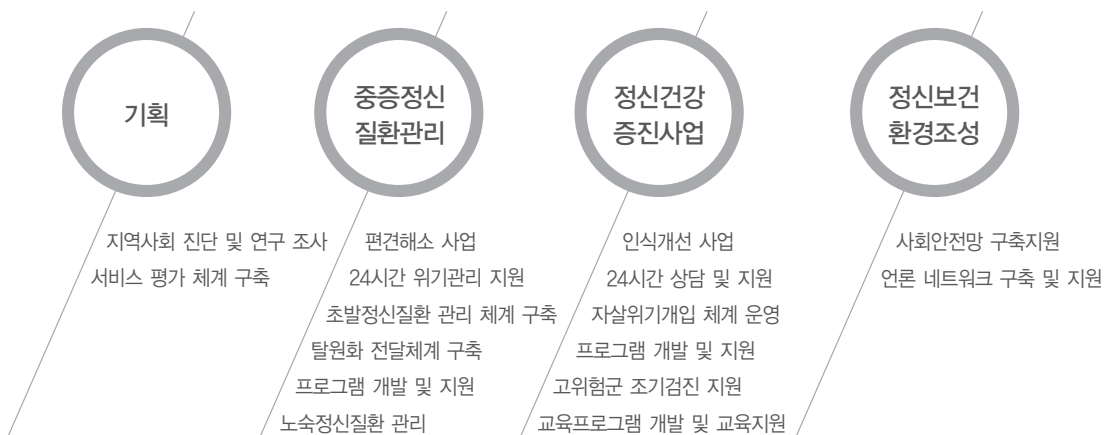 기획
지역사회 진단 및 연구 조사
서비스 평가 체계 구축
중증정신
질환관리
편견해소 사업
24시간 위기관리 지원
초발정신질환 관리 체계 구축
탈원화 전달체계 구축
프로그램 개발 및 지원
노숙정신질환 관리
정신건강
증진사업
인식개선 사업
24시간 상담 및 지원
자살위기개입 체계 운영
프로그램 개발 및 지원
고위험군 조기검진 지원
교육프로그램 개발 및 교육지원
정신보건
환경조성
사회안전망 구축지원
언론 네트워크 구축 및 지원